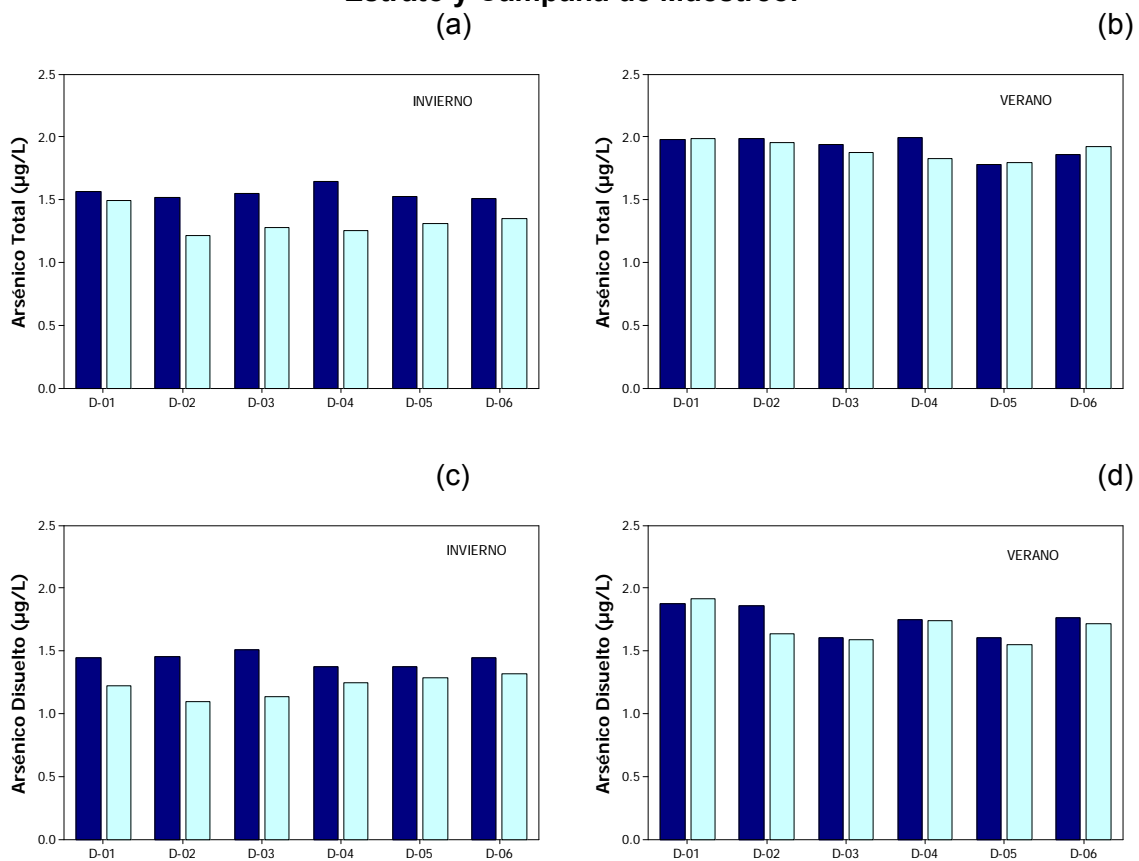 Estrato y Campaña de Muestreo.
(a)
(b)
INVIERNO
Arsénico Total (µg/L)
2.5
2.0
1.5
1.0
0.5
0.0
D-01 D-02 D-03 D-04 D-05 D-06
VERANO
Arsénico Total (µg/L)
2.5
2.0
1.5
1.0
0.5
0.0
D-01 D-02 D-03 D-04 D-05 D-06
(c)
(d)
INVIERNO
Arsénico Disuelto (µg/L)
2.5
2.0
1.5
1.0
0.5
0.0
D-01 D-02 D-03 D-04 D-05 D-06
VERANO
Arsénico Disuelto (µg/L)
2.5
2.0
1.5
1.0
0.5
0.0
D-01 D-02 D-03 D-04 D-05 D-06